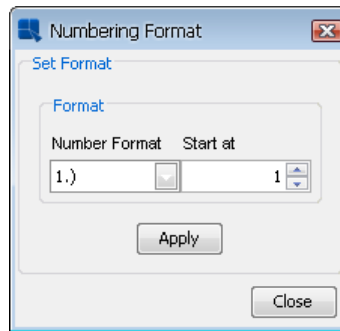 Numbering Format
Set Format
Format
Number Format Start at
1.) 1
Apply
Close